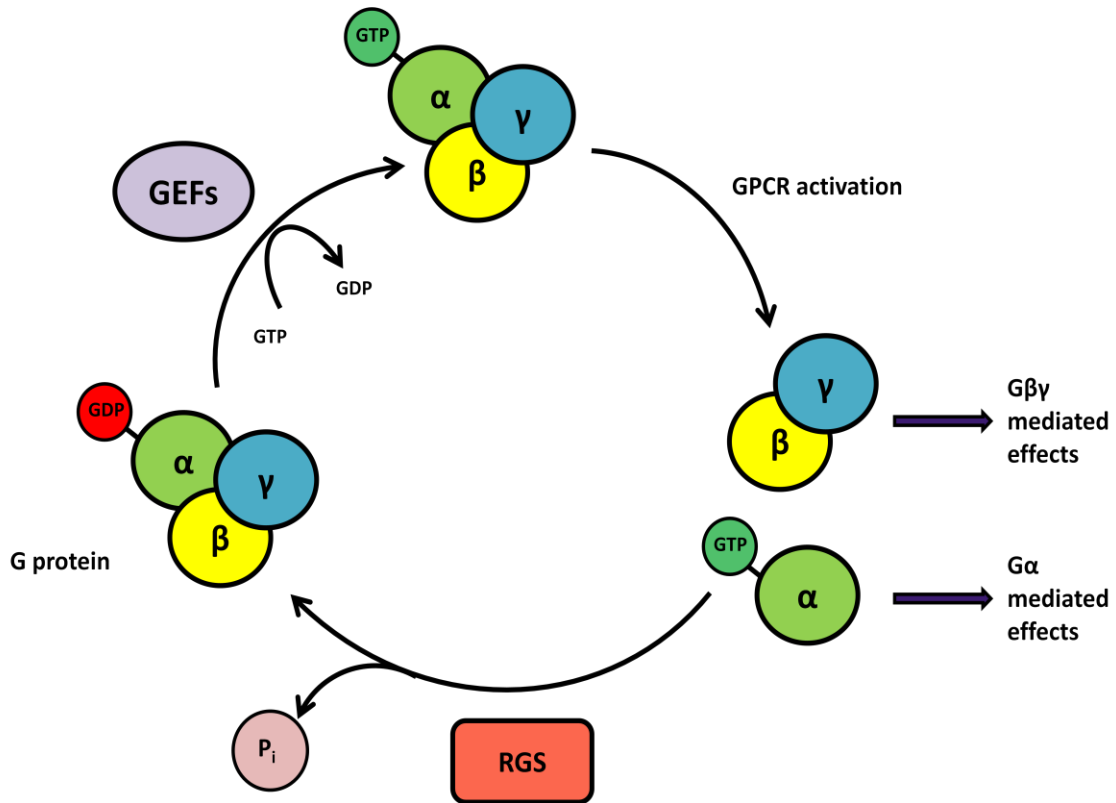 GTP
α
γ
β
GEFs
GPCR activation
GDP
GTP
γ
β
Gβγ
mediated
effects
GDP
α
γ
β
G protein
GTP
α
Gα
mediated
effects
Pi
RGS